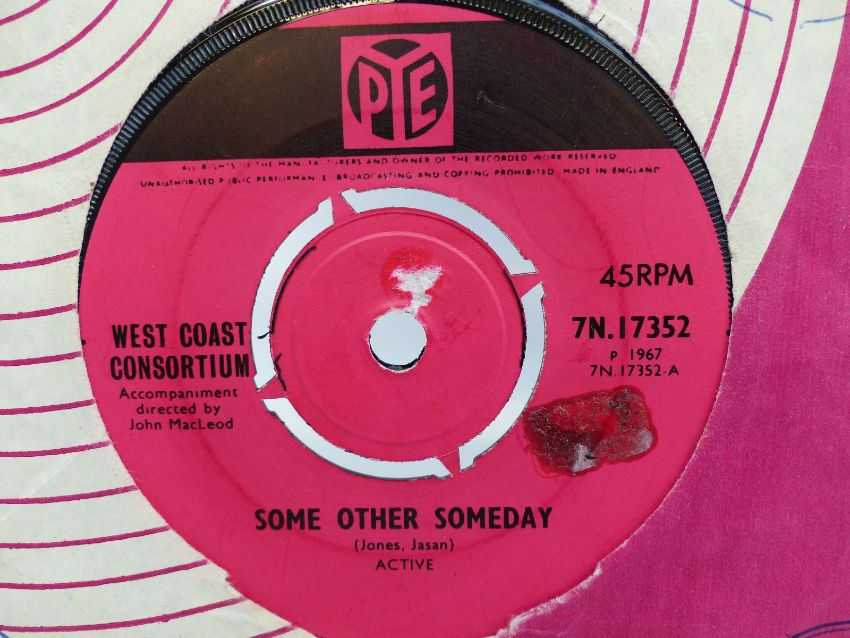 PYE
ALL RIGHTS OF THE MANUFACTURERS AND OWNER OF THE RECORDED WORK RESERVED
UNAUTHORISED PUBLIC PERFORMANCE BROADCASTING AND COPYING PROHIBITED. MADE IN ENGLAND
45RPM
7N.17352
P 1967
7N.17352-A
WEST COAST
CONSORTIUM
Accompaniment
directed by
John MacLeod
SOME OTHER SOMEDAY
(Jones, Jasan)
ACTIVE